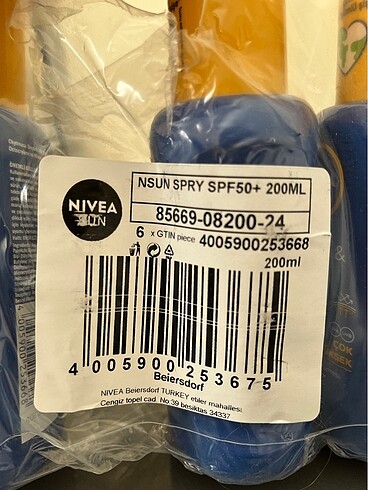 NIVEA
SUN
NSUN SPRY SPF50+ 200ML
85669-08200-24
6 x GTIN piece 4005900253668
200ml
4 005900 253675
Beiersdorf
NIVEA Beiersdorf TURKEY etiler mahallesi
Cengiz topel cad. No 39 besiktas 34337
ÇOK